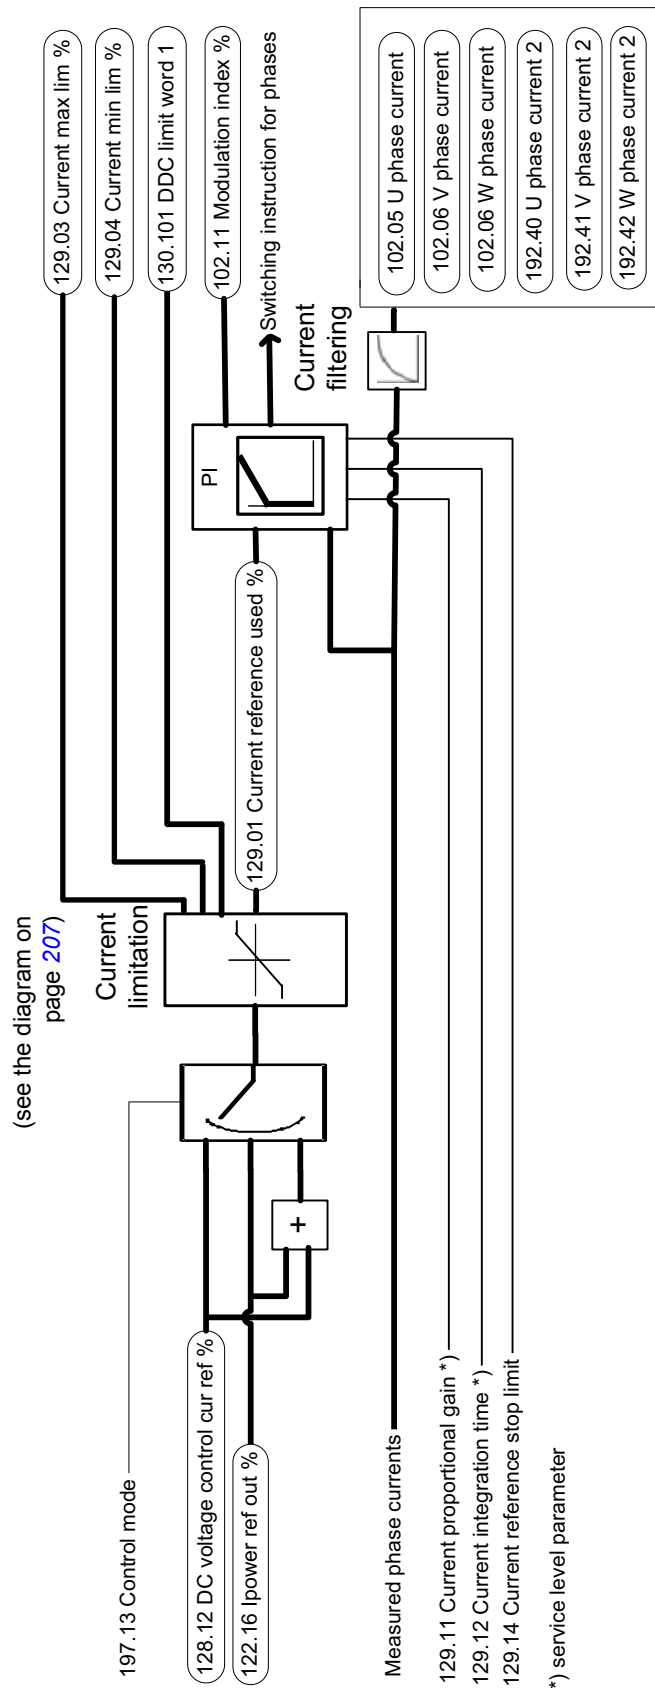 (see the diagram on
page 207)
197.13 Control mode
128.12 DC voltage control cur ref %
122.16 Ipower ref out %
+
Current
limitation
129.03 Current max lim %
129.04 Current min lim %
130.101 DDC limit word 1
102.11 Modulation index %
129.01 Current reference used %
PI
Switching instruction for phases
Current
filtering
Measured phase currents
102.05 U phase current
102.06 V phase current
102.06 W phase current
192.40 U phase current 2
192.41 V phase current 2
192.42 W phase current 2
129.11 Current proportional gain *)
129.12 Current integration time *)
129.14 Current reference stop limit
*) service level parameter